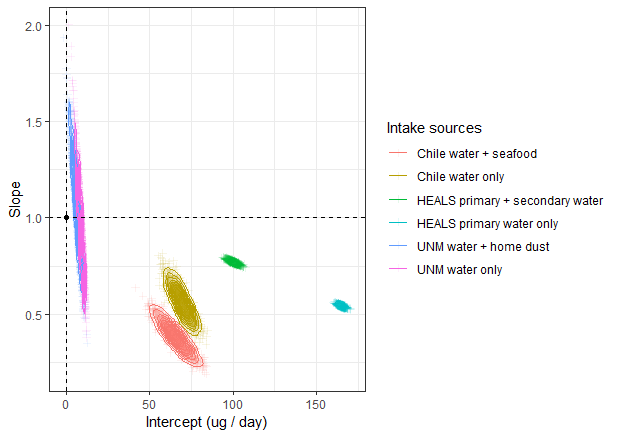 2.0
1.5
1.0
0.5
Slope
0
50
100
150
Intercept (ug / day)
Intake sources
Chile water + seafood
Chile water only
HEALS primary + secondary water
HEALS primary water only
UNM water + home dust
UNM water only